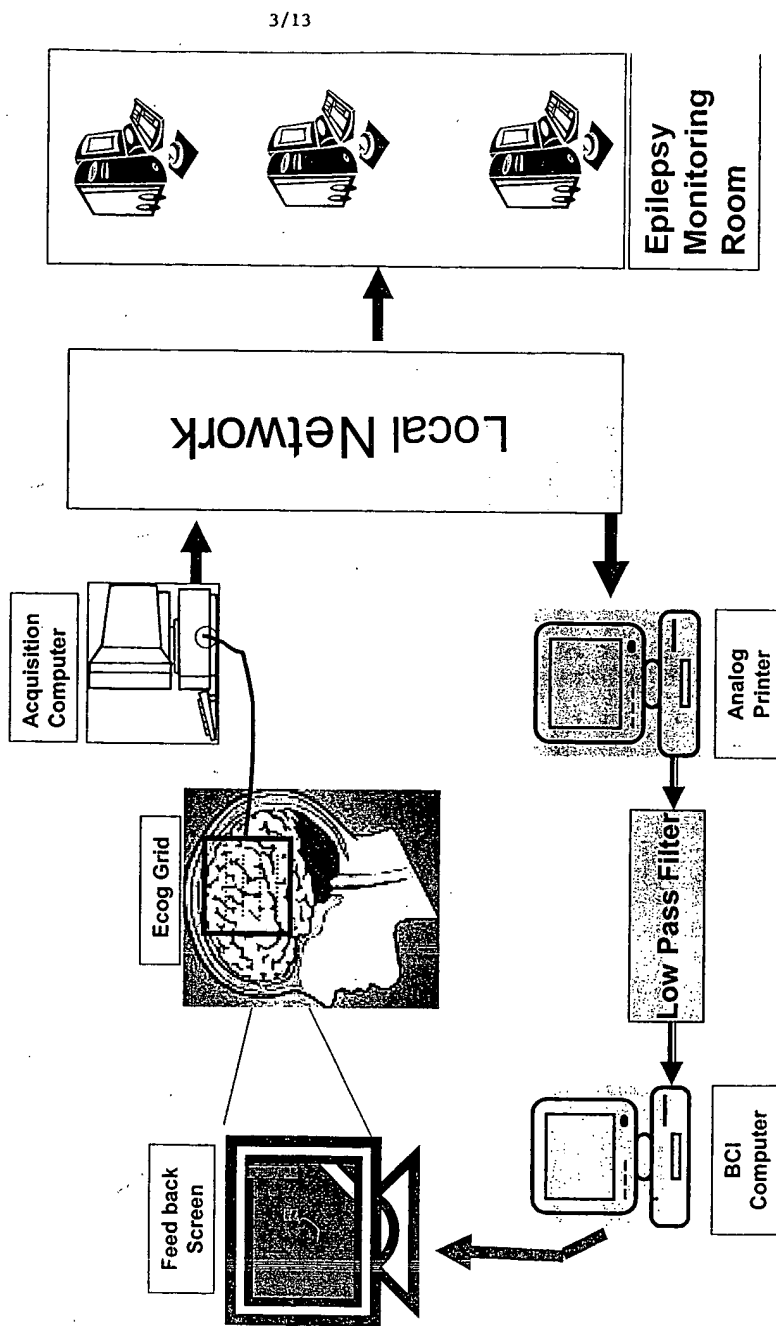 3/13
Feed back
Screen
Ecog Grid
Acquisition
Computer
Local Network
Epilepsy
Monitoring
Room
BCI
Computer
Low Pass Filter
Analog
Printer